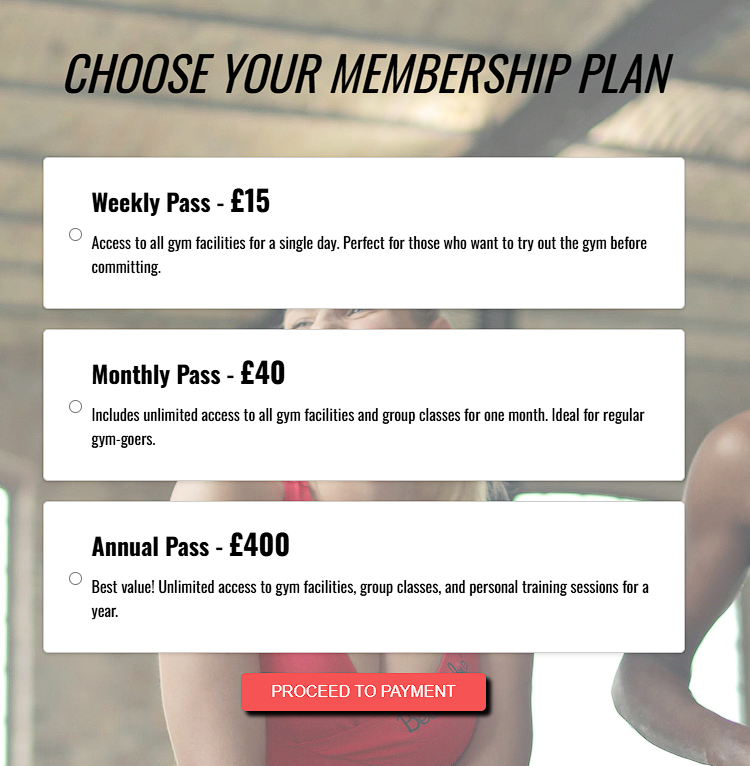 CHOOSE YOUR MEMBERSHIP PLAN
Weekly Pass - £15
Access to all gym facilities for a single day. Perfect for those who want to try out the gym before
committing.
Monthly Pass - £40
Includes unlimited access to all gym facilities and group classes for one month. Ideal for regular
gym-goers.
Annual Pass - £400
Best value! Unlimited access to gym facilities, group classes, and personal training sessions for a
year.
PROCEED TO PAYMENT